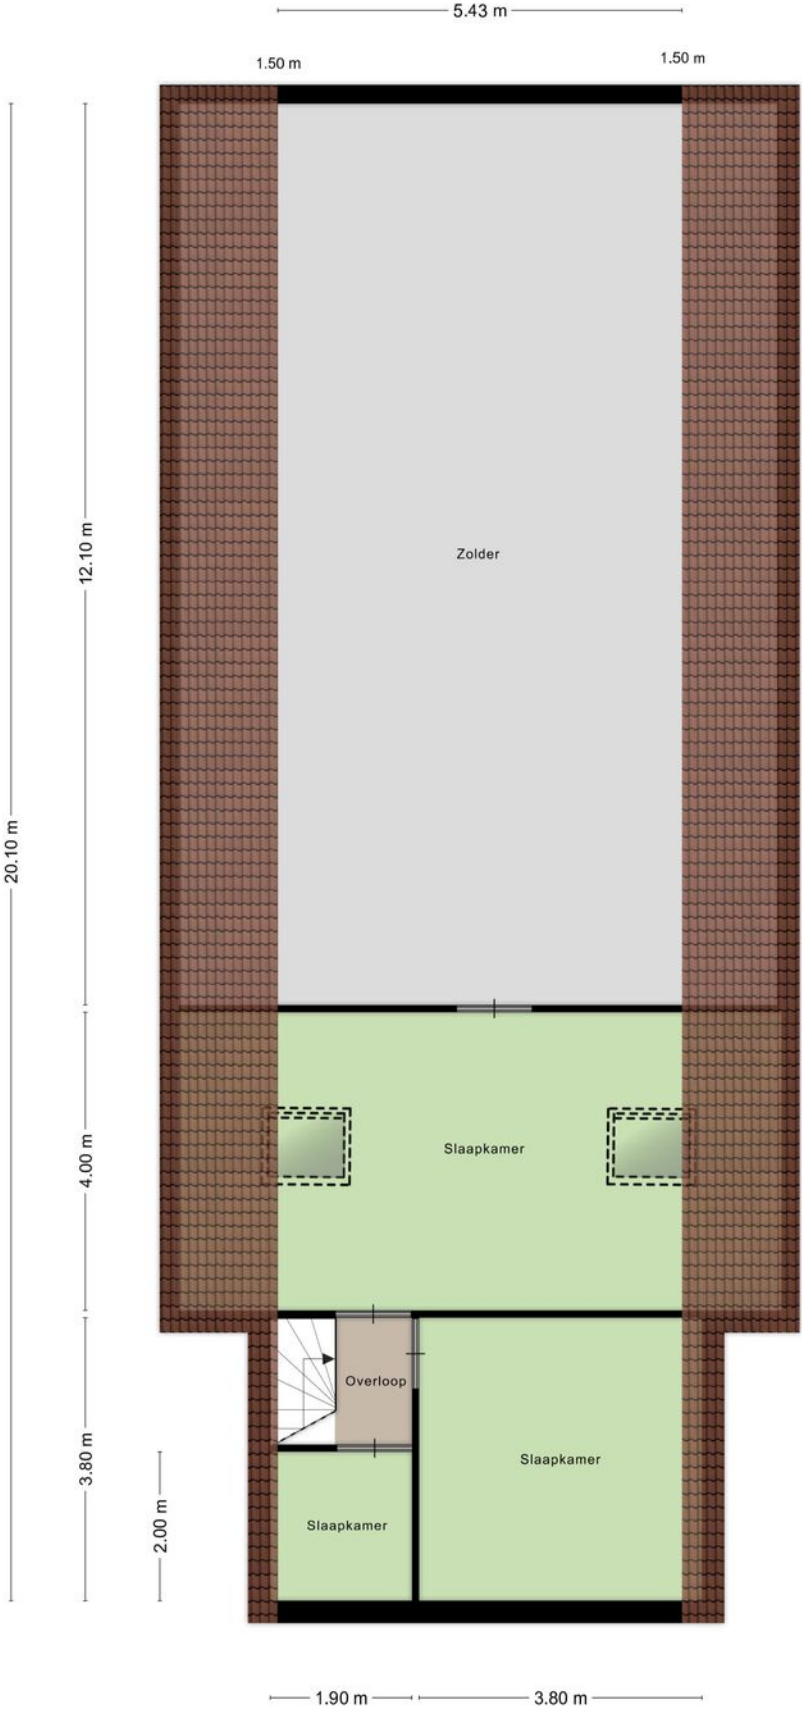 5.43 m
1.50 m
1.50 m
Zolder
12.10 m
20.10 m
4.00 m
Slaapkamer
Overloop
3.80 m
Slaapkamer
2.00 m
Slaapkamer
1.90 m
3.80 m